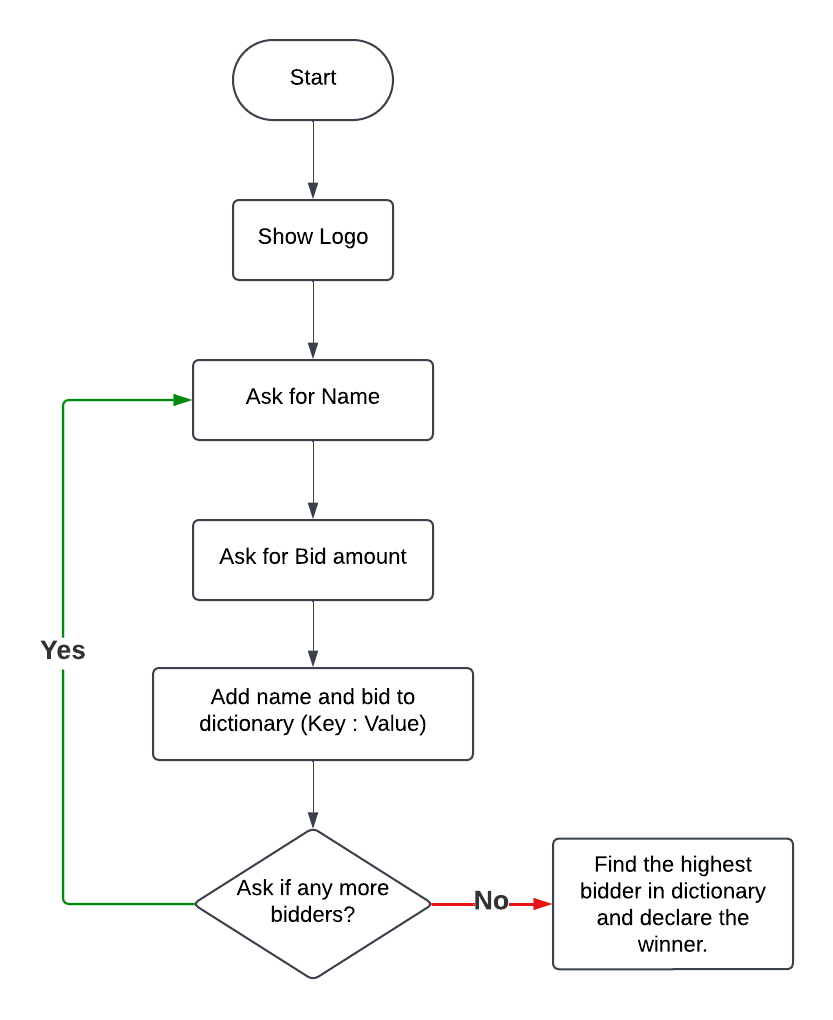 Start
Show Logo
Ask for Name
Ask for Bid amount
Yes
Add name and bid to
dictionary (Key : Value)
Ask if any more
bidders?
No
Find the highest
bidder in dictionary
and declare the
winner.